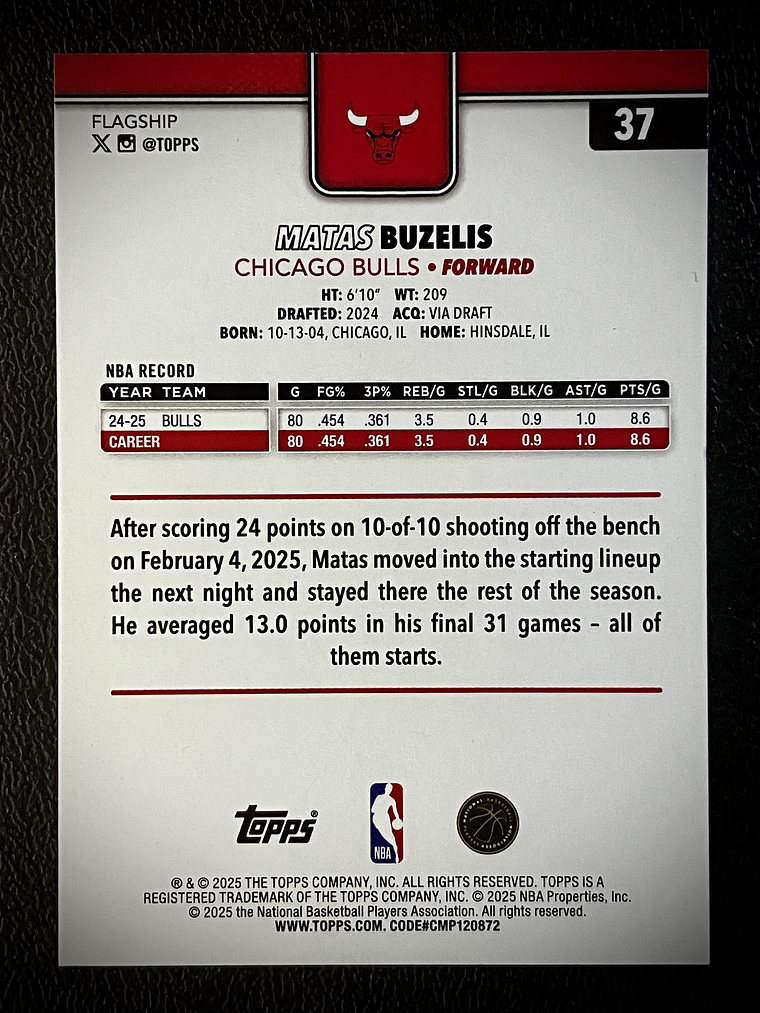 FLAGSHIP
37
@TOPPS
MATAS BUZELIS
CHICAGO BULLS • FORWARD
HT: 6'10" WT: 209
DRAFTED: 2024 ACQ: VIA DRAFT
BORN: 10-13-04, CHICAGO, IL HOME: HINSDALE, IL
NBA RECORD
YEAR TEAM G FG% 3P% REB/G STL/G BLK/G AST/G PTS/G
24-25 BULLS 80 .454 .361 3.5 0.4 0.9 1.0 8.6
CAREER 80 .454 .361 3.5 0.4 0.9 1.0 8.6
After scoring 24 points on 10-of-10 shooting off the bench
on February 4, 2025, Matas moved into the starting lineup
the next night and stayed there the rest of the season.
He averaged 13.0 points in his final 31 games – all of
them starts.
Topps®
NBA
® & © 2025 THE TOPPS COMPANY, INC. ALL RIGHTS RESERVED. TOPPS IS A
REGISTERED TRADEMARK OF THE TOPPS COMPANY, INC. © 2025 NBA Properties, Inc.
© 2025 the National Basketball Players Association. All rights reserved.
WWW.TOPPS.COM. CODE#CMP120872